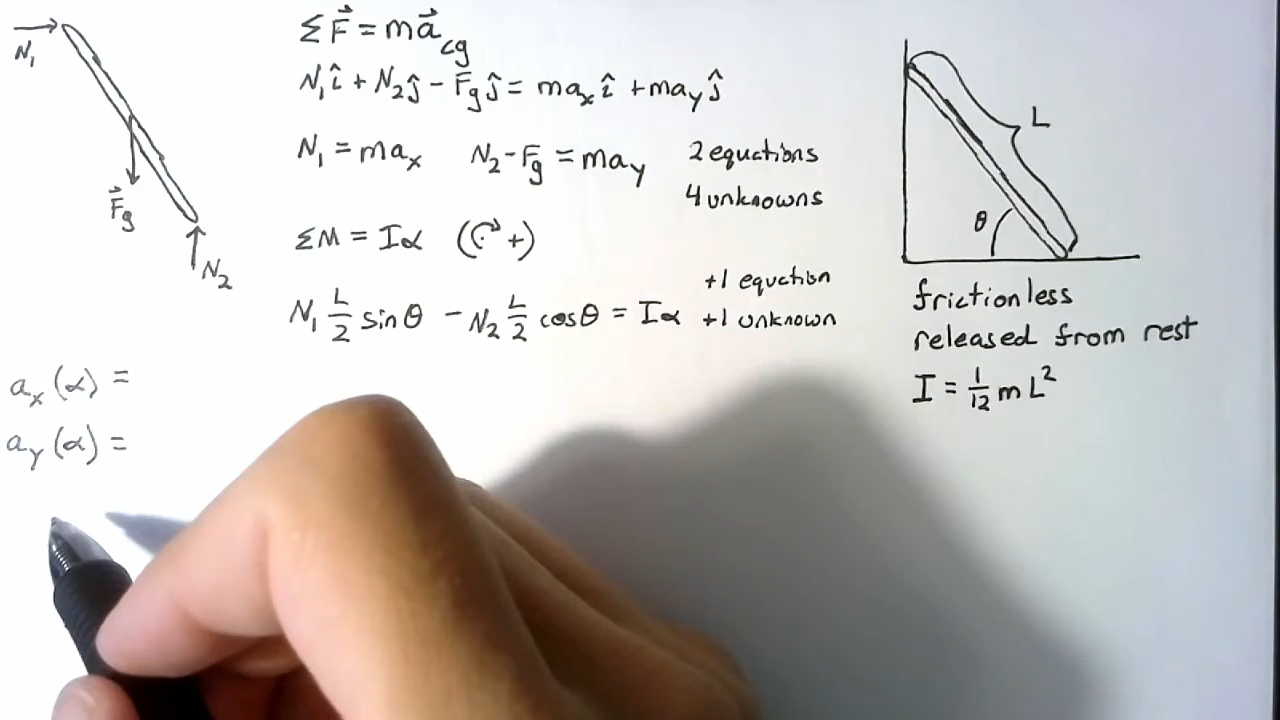 N₁
F⃗g
N₂
ΣF⃗ = ma⃗cg
N₁î + N₂ĵ - Fgĵ = maₓî + mayĵ
N₁ = maₓ N₂-Fg = may 2 equations
4 unknowns
ΣM = Iα (↷+)
+1 equation
N₁ L/2 sinθ - N₂ L/2 cosθ = Iα +1 unknown
aₓ(α) =
ay(α) =
L
θ
frictionless
released from rest
I = 1/12 mL²